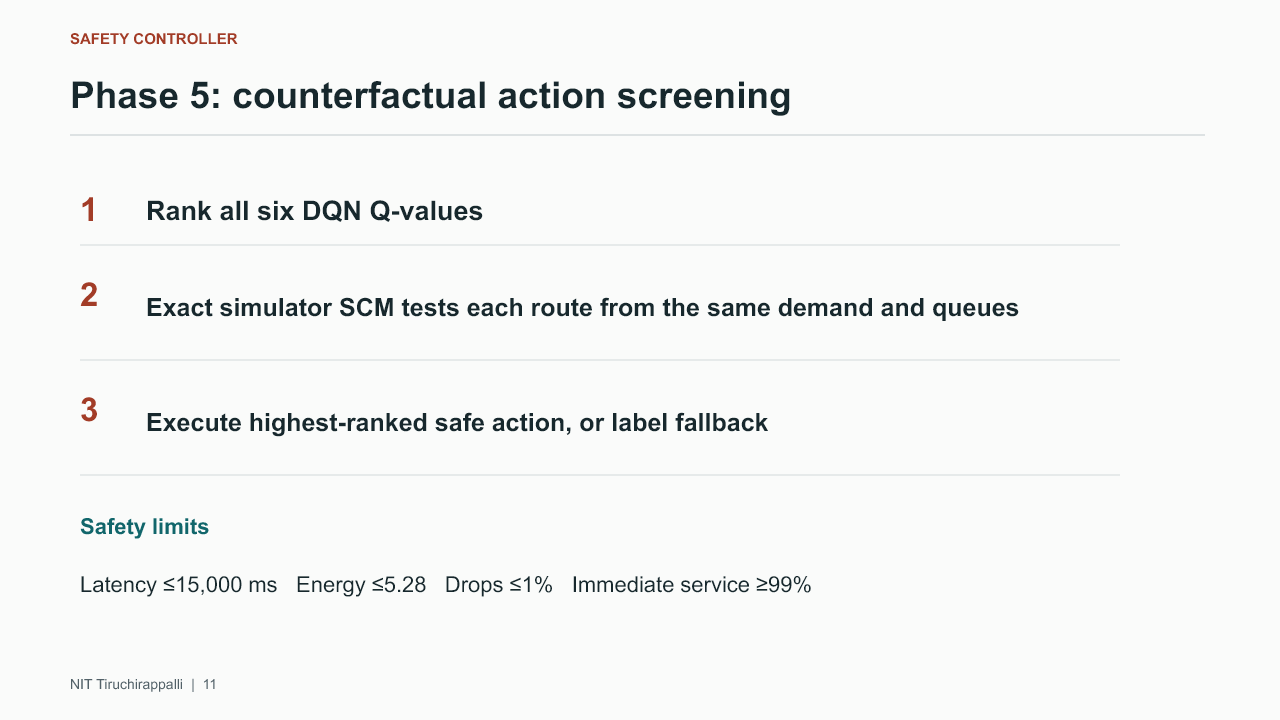 SAFETY CONTROLLER
Phase 5: counterfactual action screening
1 Rank all six DQN Q-values
2 Exact simulator SCM tests each route from the same demand and queues
3 Execute highest-ranked safe action, or label fallback
Safety limits
Latency ≤15,000 ms Energy ≤5.28 Drops ≤1% Immediate service ≥99%
NIT Tiruchirappalli | 11